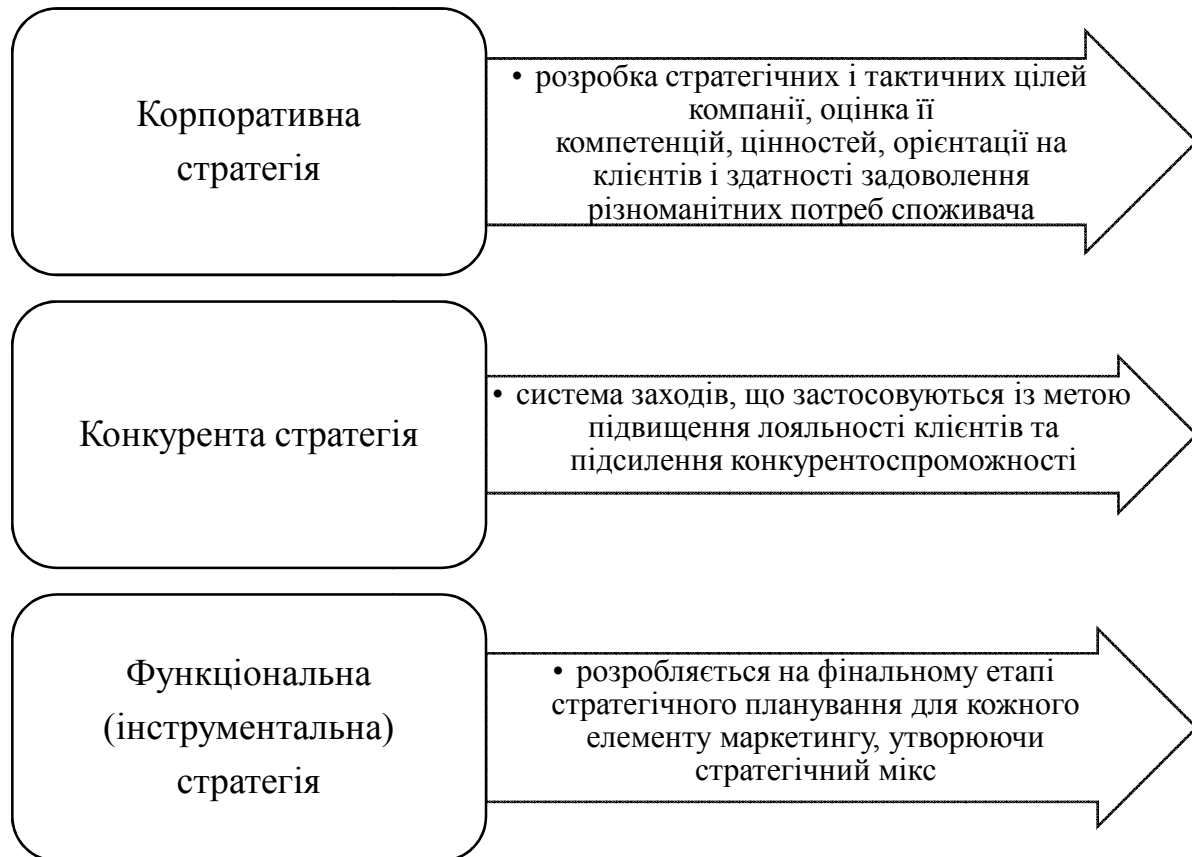 Корпоративна
стратегія
• розробка стратегічних і тактичних цілей
компанії, оцінка її
компетенцій, цінностей, орієнтації на
клієнтів і здатності задоволення
різноманітних потреб споживача
Конкурента стратегія
• система заходів, що застосовуються із метою
підвищення лояльності клієнтів та
підсилення конкурентоспроможності
Функціональна
(інструментальна)
стратегія
• розробляється на фінальному етапі
стратегічного планування для кожного
елементу маркетингу, утворюючи
стратегічний мікс